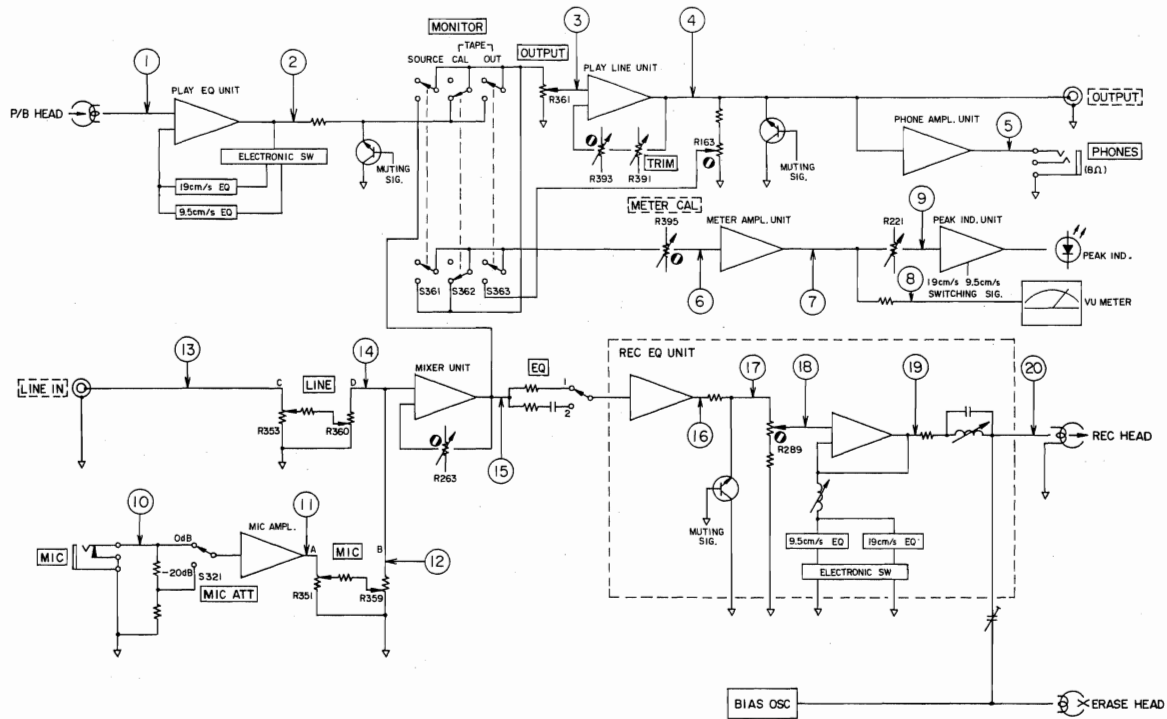 MONITOR
TAPE
SOURCE CAL OUT
OUTPUT
3
4
PLAY LINE UNIT
1
2
PLAY EQ UNIT
P/B HEAD
R361
OUTPUT
ELECTRONIC SW
19cm/s EQ
9.5cm/s EQ
MUTING SIG.
R393
R391
TRIM
R163
MUTING SIG.
PHONE AMPL. UNIT
5
PHONES
(8Ω)
METER CAL
R395
METER AMPL. UNIT
R221
9
PEAK IND. UNIT
PEAK IND.
S361
S362
S363
6
7
8
19cm/s 9.5cm/s
SWITCHING SIG.
VU METER
13
14
LINE IN
C
LINE
D
R353
R360
MIXER UNIT
R263
15
EQ
1
2
REC EQ UNIT
16
17
18
19
20
R289
REC HEAD
MUTING SIG.
9.5cm/s EQ
19cm/s EQ
ELECTRONIC SW
10
11
12
MIC
0dB
-20dB
S321
MIC ATT
MIC AMPL.
A
MIC
B
R351
R359
BIAS OSC
ERASE HEAD